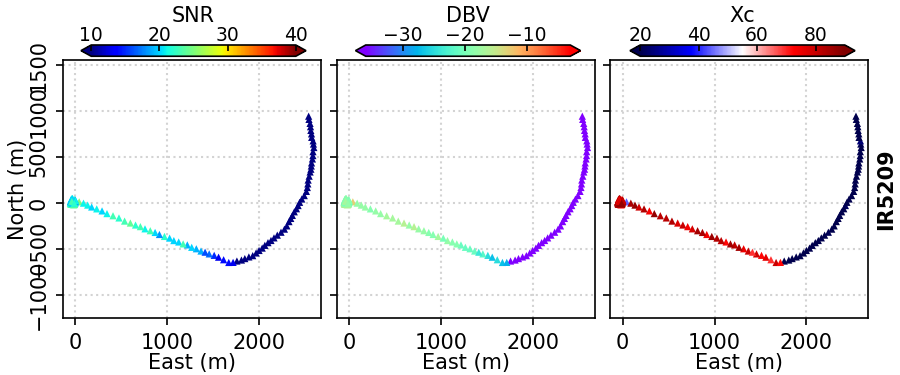 SNR DBV Xc
10 20 30 40 −30 −20 −10 20 40 60 80
1500
1000
500
0
−500
−1000
North (m)
IR5209
0 1000 2000 0 1000 2000 0 1000 2000
East (m) East (m) East (m)